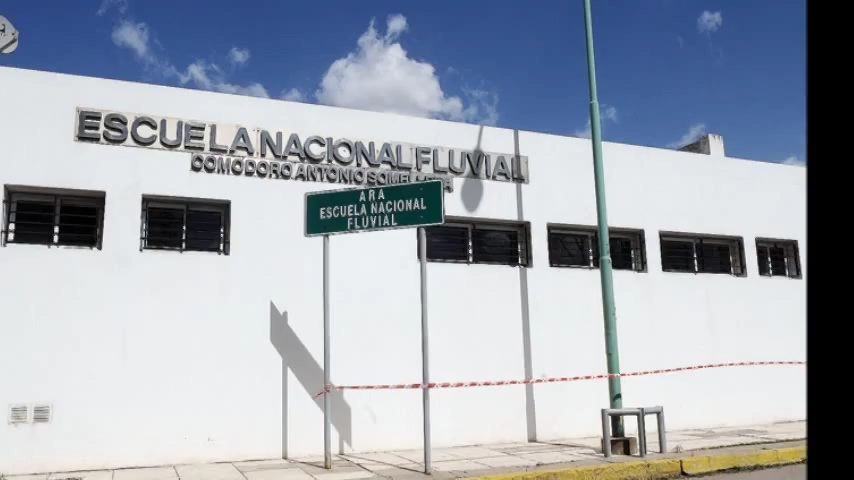 ESCUELA NACIONAL FLUVIAL
COMODORO ANTONIO
ARA
ESCUELA NACIONAL
FLUVIAL